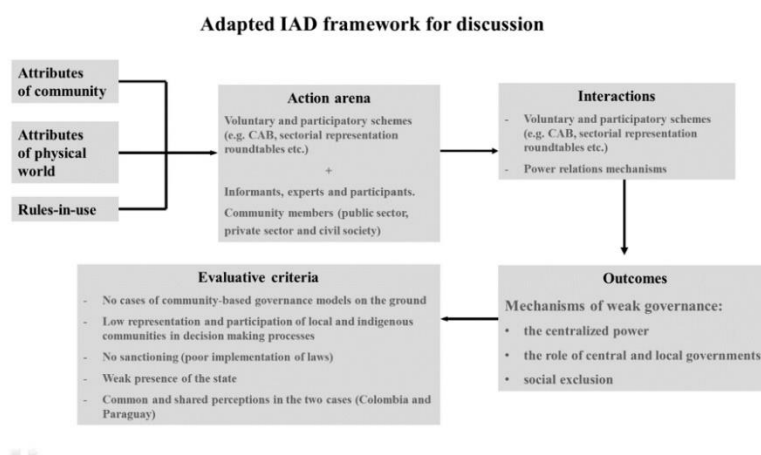 Adapted IAD framework for discussion
Attributes
of community
Attributes
of physical
world
Rules-in-use
Action arena
Voluntary and participatory schemes
(e.g. CAB, sectorial representation
roundtables etc.)
+
Informants, experts and participants.
Community members (public sector,
private sector and civil society)
Interactions
- Voluntary and participatory schemes
(e.g. CAB, sectorial representation
roundtables etc.)
- Power relations mechanisms
Outcomes
Mechanisms of weak governance:
• the centralized power
• the role of central and local governments
• social exclusion
Evaluative criteria
- No cases of community-based governance models on the ground
- Low representation and participation of local and indigenous
communities in decision making processes
- No sanctioning (poor implementation of laws)
- Weak presence of the state
- Common and shared perceptions in the two cases (Colombia and
Paraguay)